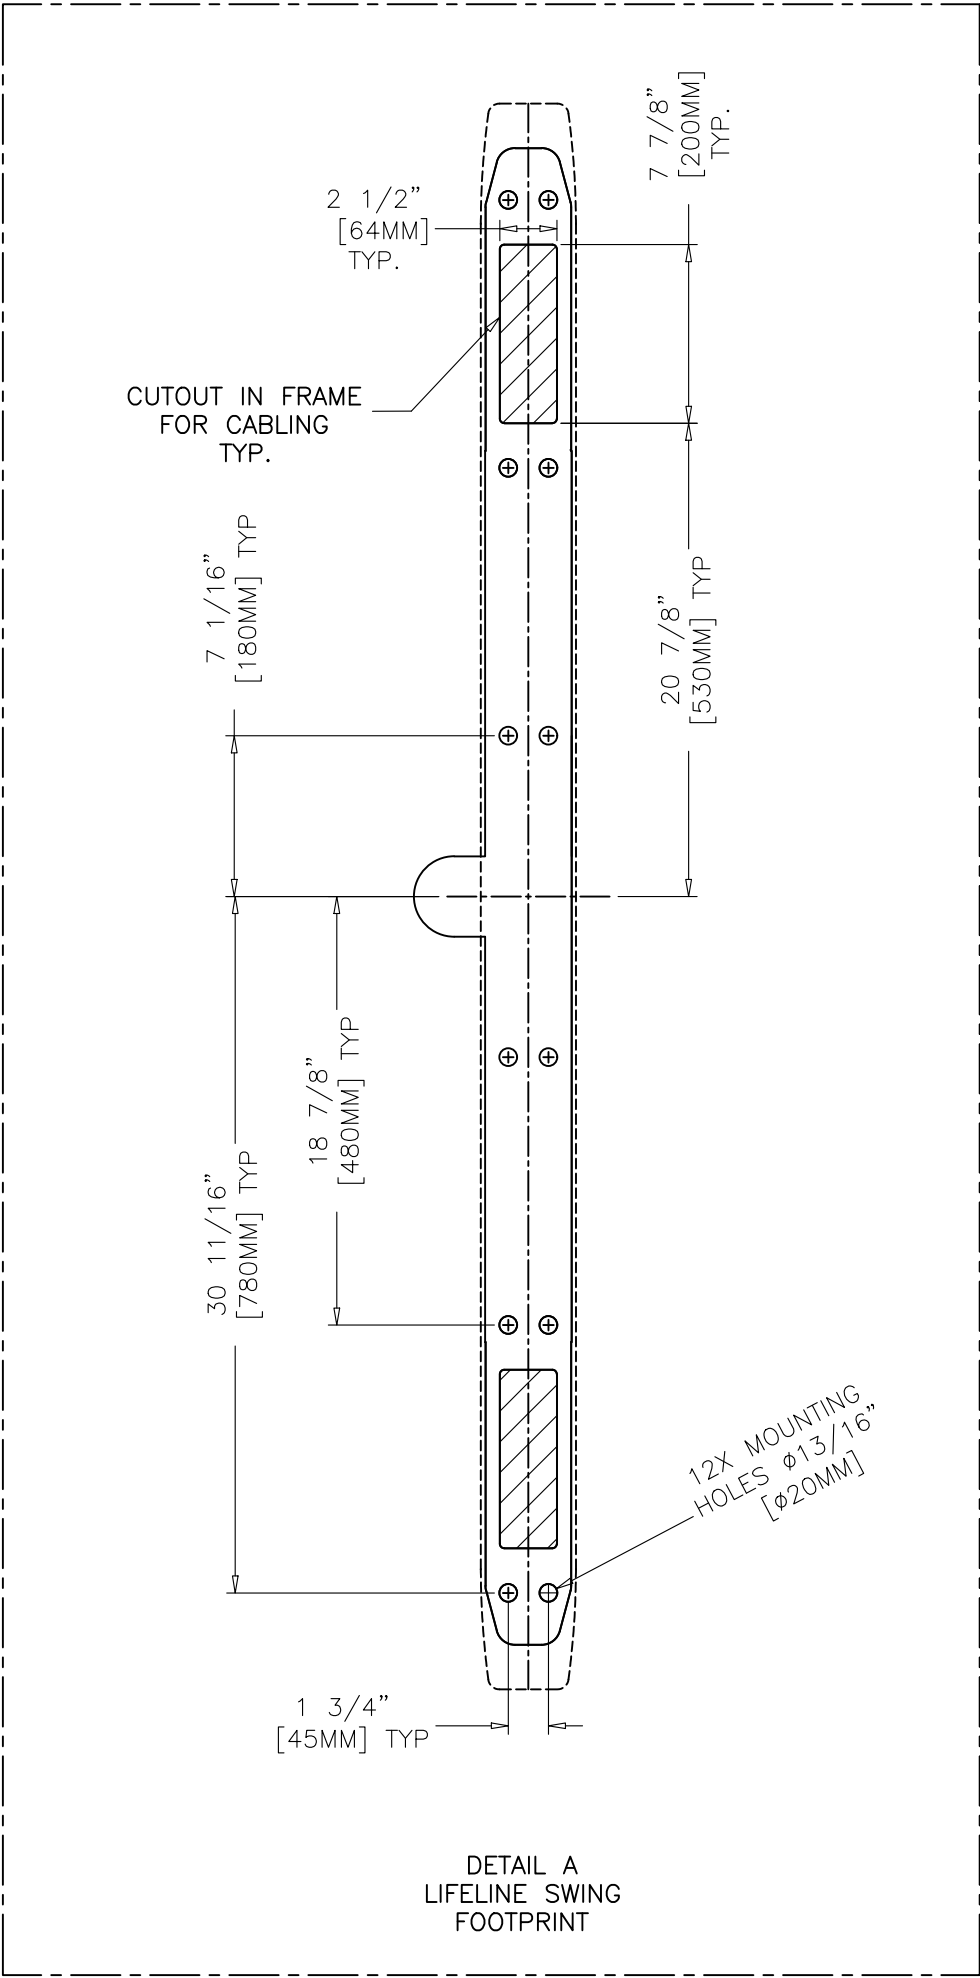 7 7/8”
[200MM]
TYP.
2 1/2”
[64MM]
TYP.
CUTOUT IN FRAME
FOR CABLING
TYP.
7 1/16”
[180MM] TYP
20 7/8”
[530MM] TYP
18 7/8”
[480MM] TYP
30 11/16”
[780MM] TYP
12X MOUNTING
HOLES ⌀13/16”
[⌀20MM]
1 3/4”
[45MM] TYP
DETAIL A
LIFELINE SWING
FOOTPRINT